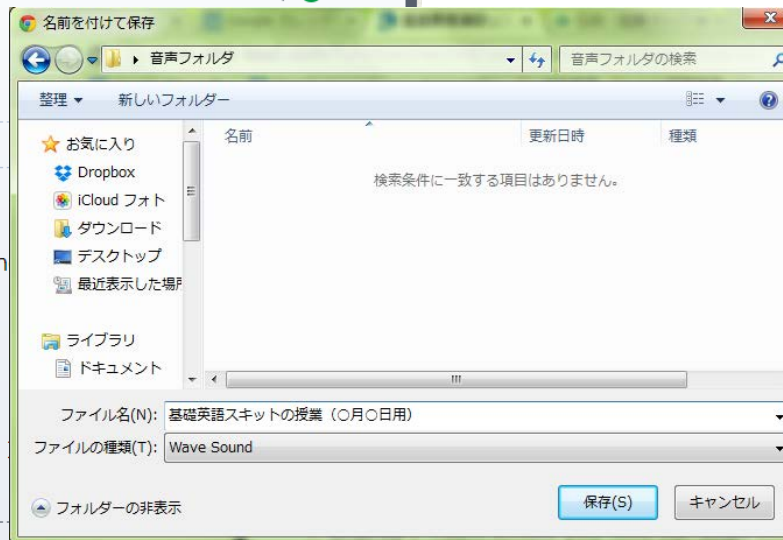 名前を付けて保存
音声フォルダ
音声フォルダの検索
整理
新しいフォルダー
名前
更新日時
種類
検索条件に一致する項目はありません。
お気に入り
Dropbox
iCloud フォト
ダウンロード
デスクトップ
最近表示した場所
ライブラリ
ドキュメント
ファイル名(N): 基礎英語スキットの授業（○月○日用）
ファイルの種類(T): Wave Sound
フォルダーの非表示
保存(S)
キャンセル